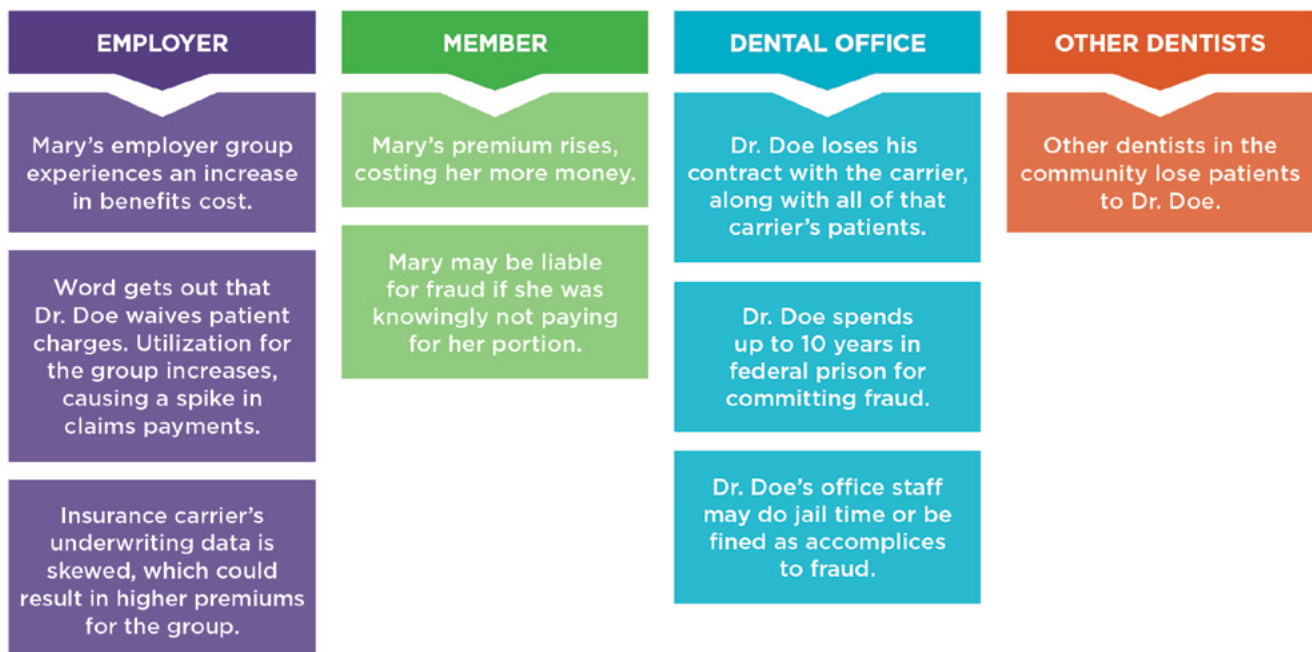 EMPLOYER
Mary’s employer group
experiences an increase
in benefits cost.
Word gets out that
Dr. Doe waives patient
charges. Utilization for
the group increases,
causing a spike in
claims payments.
Insurance carrier’s
underwriting data is
skewed, which could
result in higher premiums
for the group.
MEMBER
Mary’s premium rises,
costing her more money.
Mary may be liable
for fraud if she was
knowingly not paying
for her portion.
DENTAL OFFICE
Dr. Doe loses his
contract with the carrier,
along with all of that
carrier’s patients.
Dr. Doe spends
up to 10 years in
federal prison for
committing fraud.
Dr. Doe’s office staff
may do jail time or be
fined as accomplices
to fraud.
OTHER DENTISTS
Other dentists in the
community lose patients
to Dr. Doe.